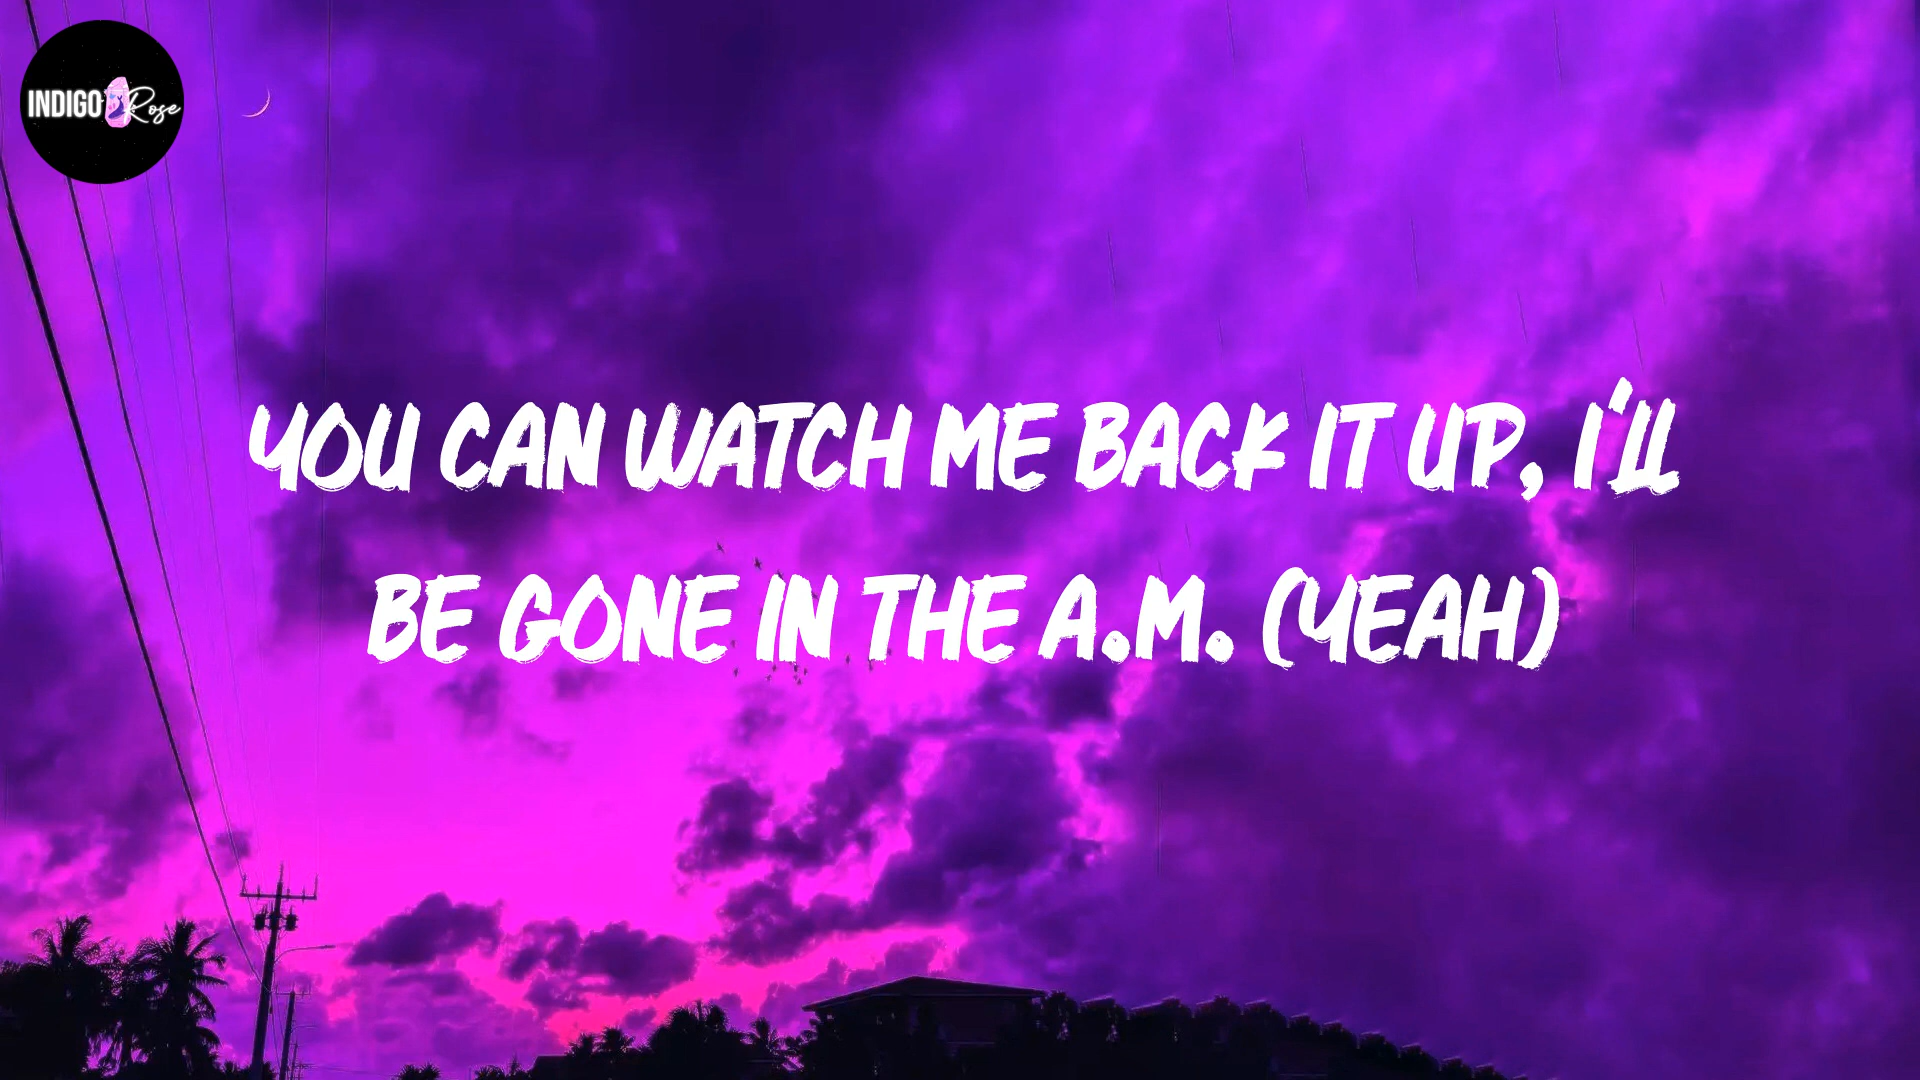 INDIGO Rose
YOU CAN WATCH ME BACK IT UP, I'LL
BE GONE IN THE A.M. (YEAH)